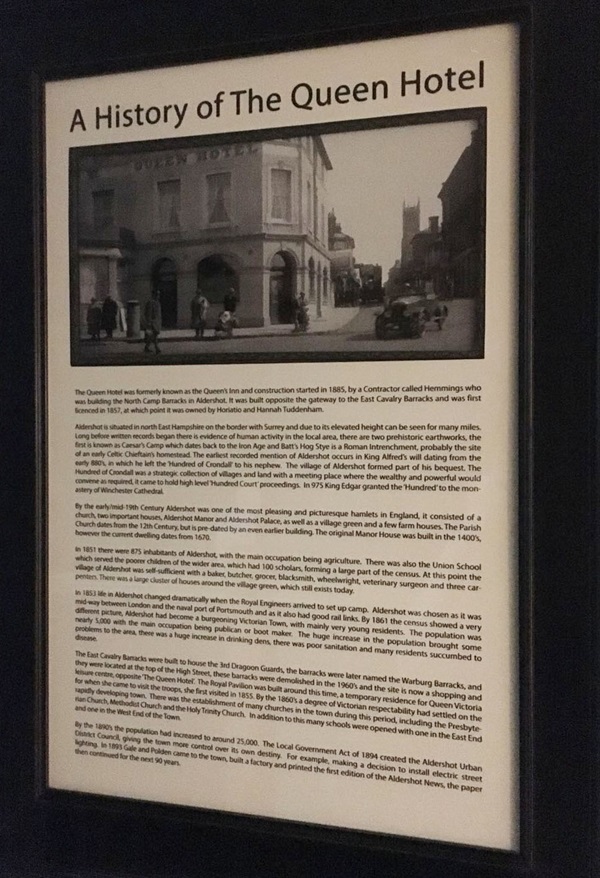 A History of The Queen Hotel
QUEEN HOTEL
The Queen Hotel was formerly known as the Queen's Inn and construction started in 1885, by a Contractor called Hemmings who
was building the North Camp Barracks in Aldershot. It was built opposite the gateway to the East Cavalry Barracks and was first
licenced in 1857, at which point it was owned by Horiatio and Hannah Tuddenham.
Aldershot is situated in north East Hampshire on the border with Surrey and due to its elevated height can be seen for many miles.
Long before written records began there is evidence of human activity in the local area, there are two prehistoric earthworks, the
first is known as Caesar's Camp which dates back to the Iron Age and Batt's Hog Stye is a Roman Intrenchment, probably the site
of an early Celtic Chieftain's homestead. The earliest recorded mention of Aldershot occurs in King Alfred's will dating from the
early 880's, in which he left the 'Hundred of Crondall' to his nephew. The village of Aldershot formed part of his bequest. The
Hundred of Crondall was a strategic collection of villages and land with a meeting place where the wealthy and powerful would
convene as required, it came to hold high level 'Hundred Court' proceedings. In 975 King Edgar granted the 'Hundred' to the mon-
astery of Winchester Cathedral.
By the early/mid-19th Century Aldershot was one of the most pleasing and picturesque hamlets in England, it consisted of a
church, two important houses, Aldershot Manor and Aldershot Palace, as well as a village green and a few farm houses. The Parish
Church dates from the 12th Century, but is pre-dated by an even earlier building. The original Manor House was built in the 1400's,
however the current dwelling dates from 1670.
In 1851 there were 875 inhabitants of Aldershot, with the main occupation being agriculture. There was also the Union School
which served the poorer children of the wider area, which had 100 scholars, forming a large part of the census. At this point the
village of Aldershot was self-sufficient with a baker, butcher, grocer, blacksmith, wheelwright, veterinary surgeon and three car-
penters. There was a large cluster of houses around the village green, which still exists today.
In 1853 life in Aldershot changed dramatically when the Royal Engineers arrived to set up camp. Aldershot was chosen as it was
mid-way between London and the naval port of Portsmouth and as it also had good rail links. By 1861 the census showed a very
different picture, Aldershot had become a burgeoning Victorian Town, with mainly very young residents. The population was
nearly 5,000 with the main occupation being publican or boot maker. The huge increase in the population brought some
problems to the area, there was a huge increase in drinking dens, there was poor sanitation and many residents succumbed to
disease.
The East Cavalry Barracks were built to house the 3rd Dragoon Guards, the barracks were later named the Warburg Barracks, and
they were located at the top of the High Street, these barracks were demolished in the 1960's and the site is now a shopping and
leisure centre, opposite 'The Queen Hotel'. The Royal Pavilion was built around this time, a temporary residence for Queen Victoria
for when she came to visit the troops, she first visited in 1855. By the 1860's a degree of Victorian respectability had settled on the
rapidly developing town. There was the establishment of many churches in the town during this period, including the Presbyte-
rian Church, Methodist Church and the Holy Trinity Church. In addition to this many schools were opened with one in the East End
and one in the West End of the Town.
By the 1890's the population had increased to around 25,000. The Local Government Act of 1894 created the Aldershot Urban
District Council, giving the town more control over its own destiny. For example, making a decision to install electric street
lighting. In 1893 Gale and Polden came to the town, built a factory and printed the first edition of the Aldershot News, the paper
then continued for the next 90 years.